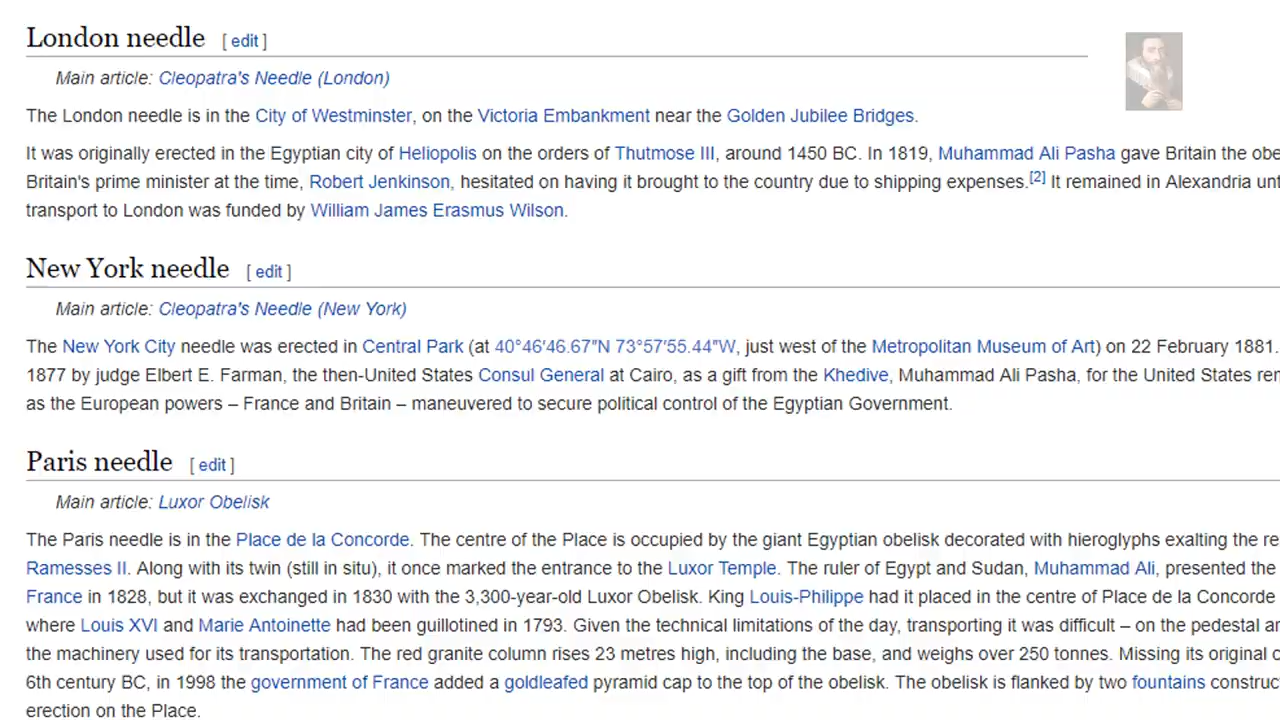 London needle [ edit ]
Main article: Cleopatra's Needle (London)
The London needle is in the City of Westminster, on the Victoria Embankment near the Golden Jubilee Bridges.
It was originally erected in the Egyptian city of Heliopolis on the orders of Thutmose III, around 1450 BC. In 1819, Muhammad Ali Pasha gave Britain the obe
Britain's prime minister at the time, Robert Jenkinson, hesitated on having it brought to the country due to shipping expenses.[2] It remained in Alexandria unt
transport to London was funded by William James Erasmus Wilson.
New York needle [ edit ]
Main article: Cleopatra's Needle (New York)
The New York City needle was erected in Central Park (at 40°46′46.67″N 73°57′55.44″W, just west of the Metropolitan Museum of Art) on 22 February 1881.
1877 by judge Elbert E. Farman, the then-United States Consul General at Cairo, as a gift from the Khedive, Muhammad Ali Pasha, for the United States rem
as the European powers – France and Britain – maneuvered to secure political control of the Egyptian Government.
Paris needle [ edit ]
Main article: Luxor Obelisk
The Paris needle is in the Place de la Concorde. The centre of the Place is occupied by the giant Egyptian obelisk decorated with hieroglyphs exalting the re
Ramesses II. Along with its twin (still in situ), it once marked the entrance to the Luxor Temple. The ruler of Egypt and Sudan, Muhammad Ali, presented the
France in 1828, but it was exchanged in 1830 with the 3,300-year-old Luxor Obelisk. King Louis-Philippe had it placed in the centre of Place de la Concorde
where Louis XVI and Marie Antoinette had been guillotined in 1793. Given the technical limitations of the day, transporting it was difficult – on the pedestal ar
the machinery used for its transportation. The red granite column rises 23 metres high, including the base, and weighs over 250 tonnes. Missing its original c
6th century BC, in 1998 the government of France added a goldleafed pyramid cap to the top of the obelisk. The obelisk is flanked by two fountains construc
erection on the Place.